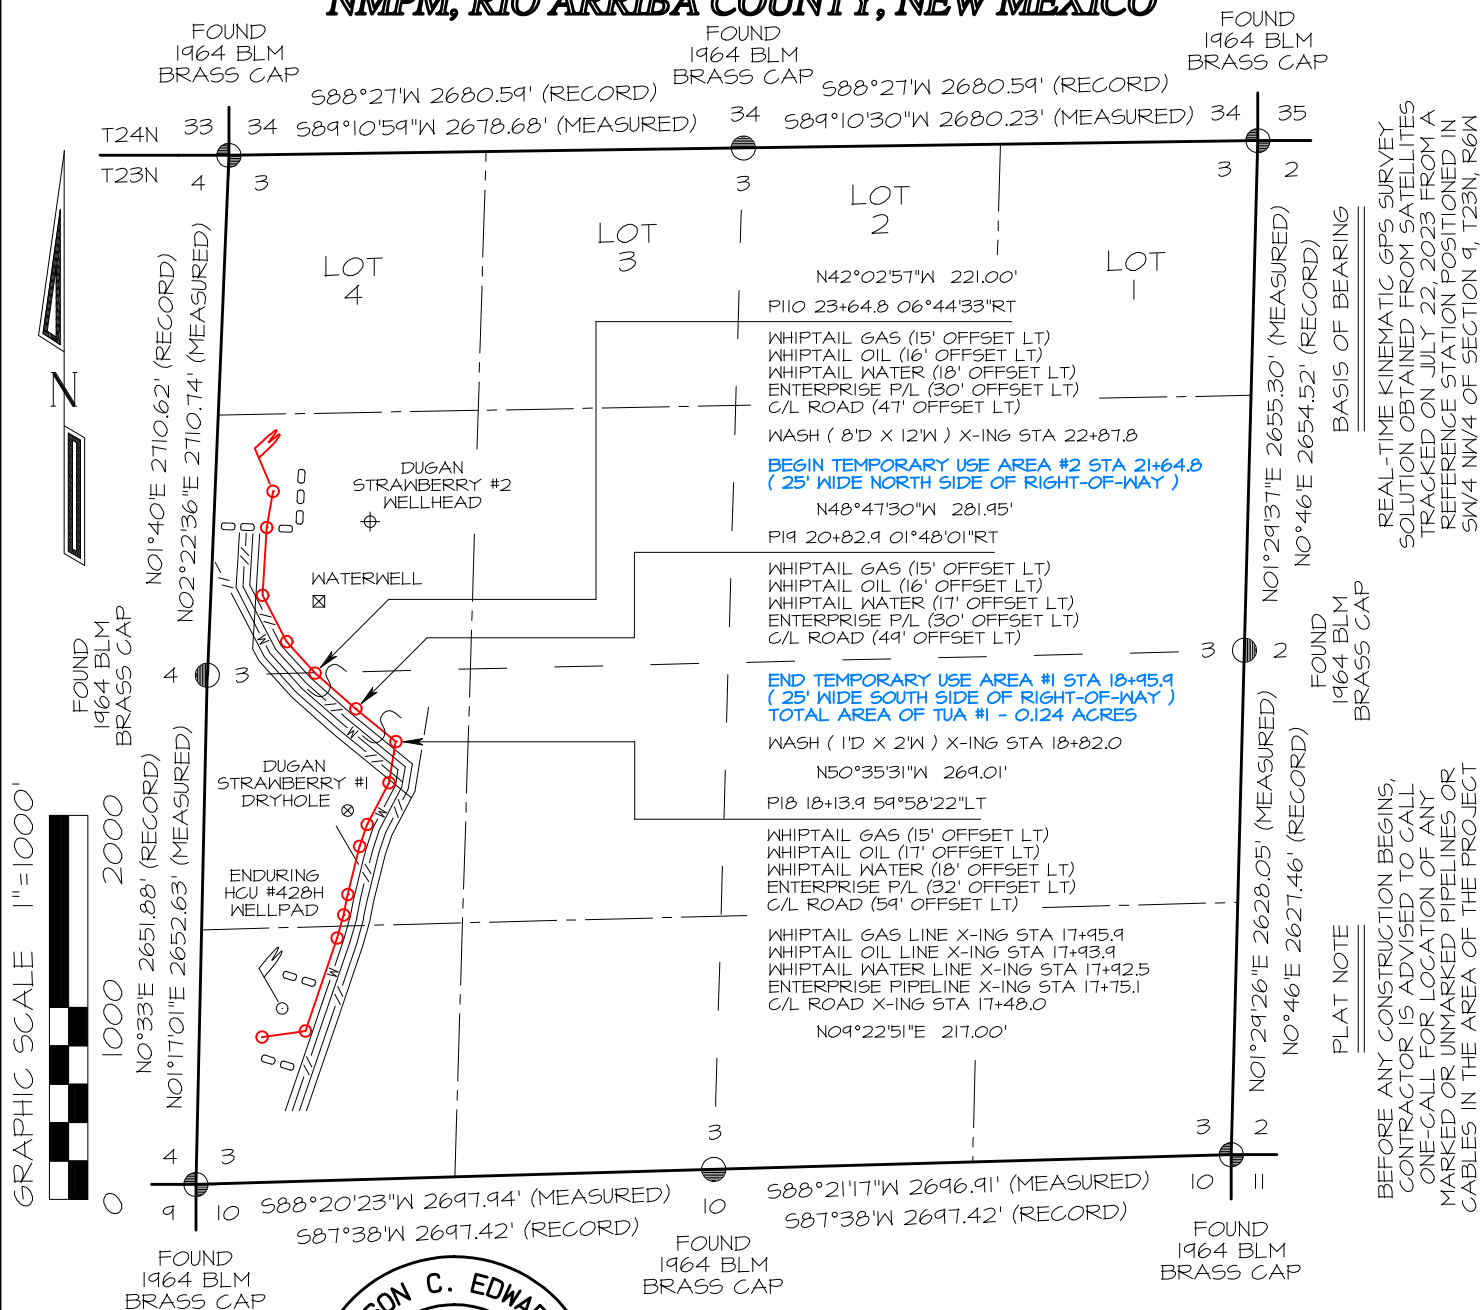 NMPM, RIO ARRIBA COUNTY, NEW MEXICO
FOUND
1964 BLM
BRASS CAP
FOUND
1964 BLM
BRASS CAP
FOUND
1964 BLM
BRASS CAP
S88°27'W 2680.59' (RECORD)
S88°27'W 2680.59' (RECORD)
T24N 33 34 S89°10'59"W 2678.68' (MEASURED) 34 S89°10'30"W 2680.23' (MEASURED) 34 35
T23N 4 3 3 3 2
LOT
4
LOT
3
LOT
2
LOT
1
N
N01°40'E 2710.62' (RECORD)
N02°22'36"E 2710.74' (MEASURED)
N01°29'37"E 2655.30' (MEASURED)
N0°46'E 2654.52' (RECORD)
BASIS OF BEARING
REAL-TIME KINEMATIC GPS SURVEY
SOLUTION OBTAINED FROM SATELLITES
TRACKED ON JULY 22, 2023 FROM A
REFERENCE STATION POSITIONED IN
SW/4 NW/4 OF SECTION 9, T23N, R6W
N42°02'57"W 221.00'
PI10 23+64.8 06°44'33"RT
WHIPTAIL GAS (15' OFFSET LT)
WHIPTAIL OIL (16' OFFSET LT)
WHIPTAIL WATER (18' OFFSET LT)
ENTERPRISE P/L (30' OFFSET LT)
C/L ROAD (47' OFFSET LT)
WASH ( 8'D X 12'W ) X-ING STA 22+87.8
BEGIN TEMPORARY USE AREA #2 STA 21+64.8
( 25' WIDE NORTH SIDE OF RIGHT-OF-WAY )
N48°47'30"W 281.95'
PI9 20+82.9 01°48'01"RT
WHIPTAIL GAS (15' OFFSET LT)
WHIPTAIL OIL (16' OFFSET LT)
WHIPTAIL WATER (17' OFFSET LT)
ENTERPRISE P/L (30' OFFSET LT)
C/L ROAD (49' OFFSET LT)
END TEMPORARY USE AREA #1 STA 18+95.9
( 25' WIDE SOUTH SIDE OF RIGHT-OF-WAY )
TOTAL AREA OF TUA #1 - 0.124 ACRES
WASH ( 1'D X 2'W ) X-ING STA 18+82.0
N50°35'31"W 269.01'
PI8 18+13.9 59°58'22"LT
WHIPTAIL GAS (15' OFFSET LT)
WHIPTAIL OIL (17' OFFSET LT)
WHIPTAIL WATER (18' OFFSET LT)
ENTERPRISE P/L (32' OFFSET LT)
C/L ROAD (59' OFFSET LT)
WHIPTAIL GAS LINE X-ING STA 17+95.9
WHIPTAIL OIL LINE X-ING STA 17+93.9
WHIPTAIL WATER LINE X-ING STA 17+92.5
ENTERPRISE PIPELINE X-ING STA 17+75.1
C/L ROAD X-ING STA 17+48.0
N09°22'51"E 217.00'
DUGAN
STRAWBERRY #2
WELLHEAD
WATERWELL
M
M
M
M
DUGAN
STRAWBERRY #1
DRYHOLE
ENDURING
HCU #428H
WELLPAD
FOUND
1964 BLM
BRASS CAP
4 3
3 2
FOUND
1964 BLM
BRASS CAP
N0°33'E 2651.88' (RECORD)
N01°17'01"E 2652.63' (MEASURED)
N01°29'26"E 2628.05' (MEASURED)
N0°46'E 2627.46' (RECORD)
GRAPHIC SCALE 1"=1000'
0 1000 2000
PLAT NOTE
BEFORE ANY CONSTRUCTION BEGINS,
CONTRACTOR IS ADVISED TO CALL
ONE-CALL FOR LOCATION OF ANY
MARKED OR UNMARKED PIPELINES OR
CABLES IN THE AREA OF THE PROJECT
4 3 3 3 2
9 10 10 10 11
S88°20'23"W 2697.94' (MEASURED)
S87°38'W 2697.42' (RECORD)
S88°21'17"W 2696.91' (MEASURED)
S87°38'W 2697.42' (RECORD)
FOUND
1964 BLM
BRASS CAP
FOUND
1964 BLM
BRASS CAP
FOUND
1964 BLM
BRASS CAP
SON C. EDWA